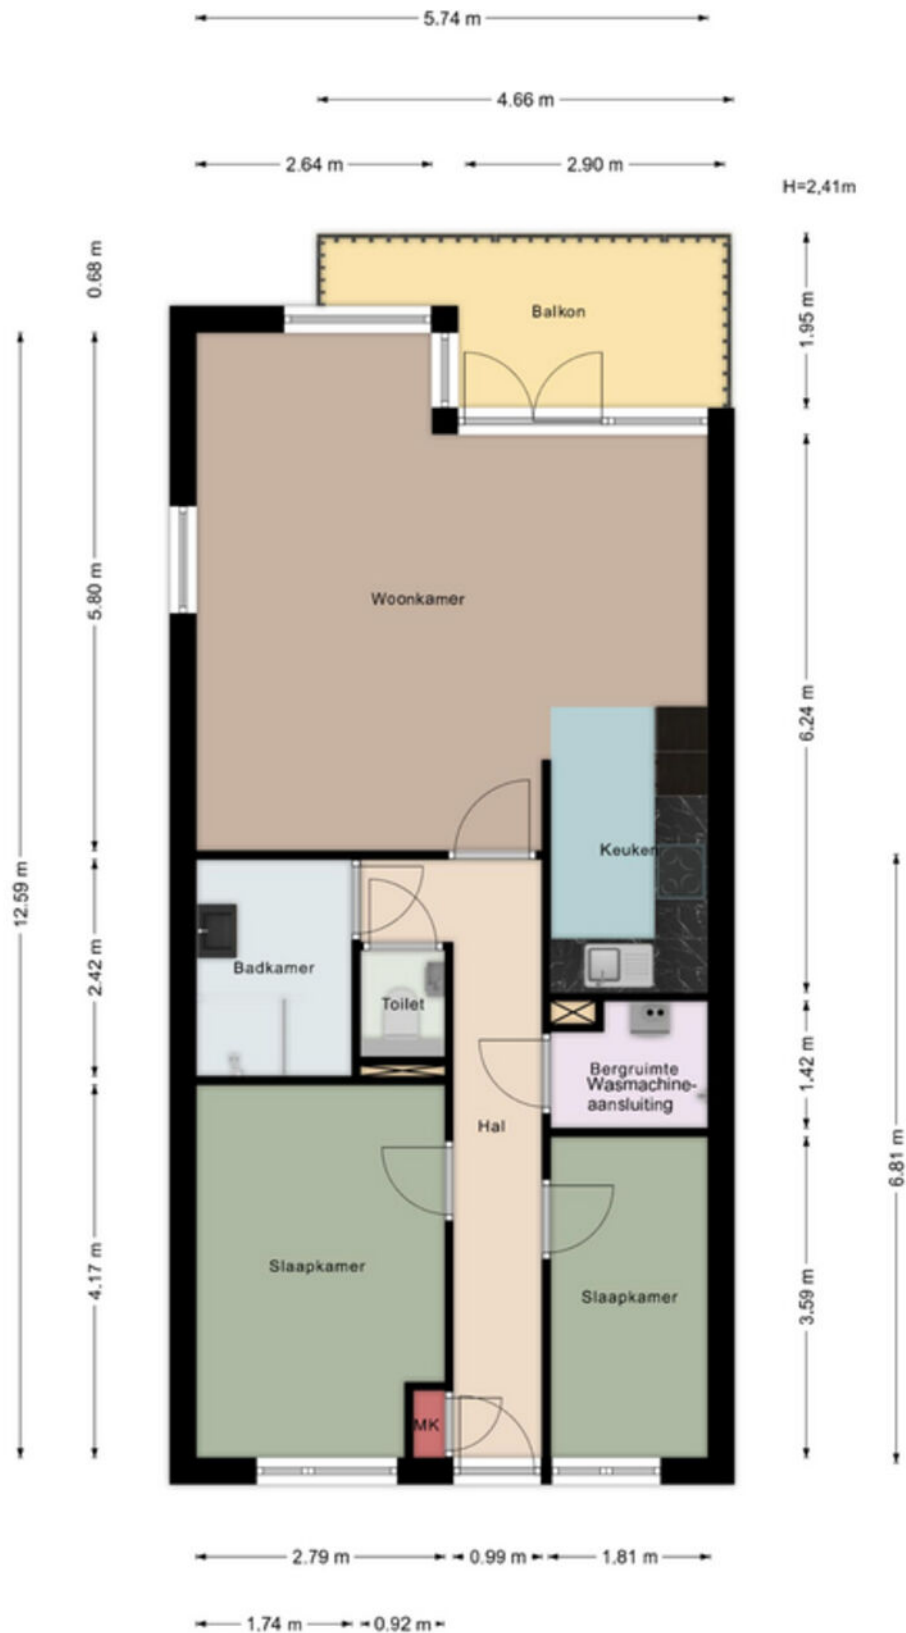 5.74 m
4.66 m
2.64 m
2.90 m
H=2,41m
0.68 m
1.95 m
Balkon
5.80 m
Woonkamer
6.24 m
Keuken
12.59 m
2.42 m
Badkamer
Toilet
1.42 m
Bergruimte
Wasmachine-
aansluiting
Hal
6.81 m
4.17 m
Slaapkamer
Slaapkamer
3.59 m
MK
2.79 m
0.99 m
1.81 m
1.74 m
0.92 m